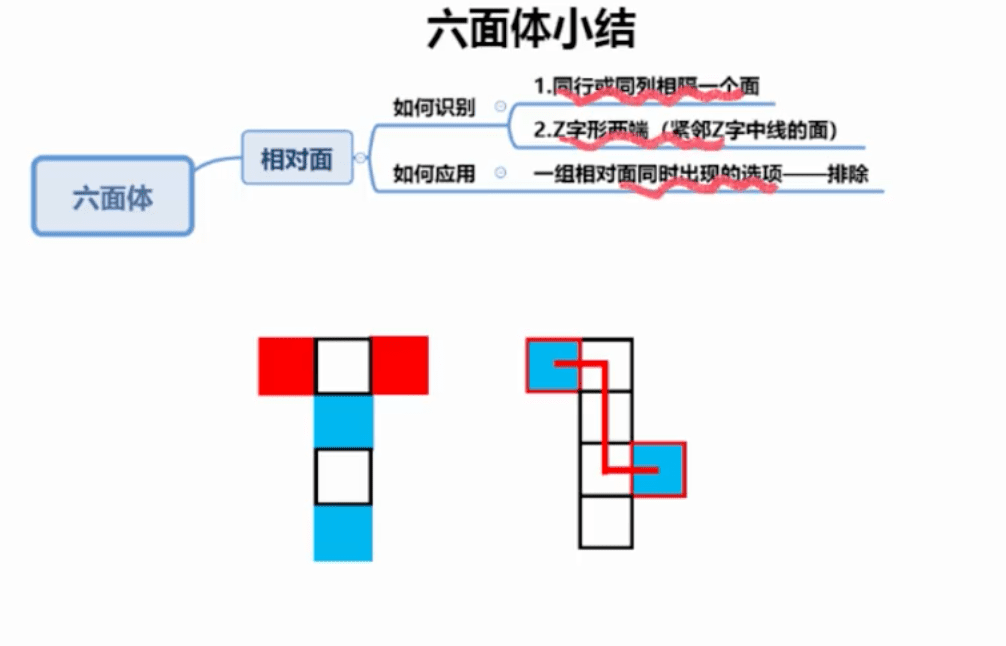 六面体小结
六面体
相对面
如何识别
1.同行或同列相隔一个面
2.Z字形两端（紧邻Z字中线的面）
如何应用
一组相对面同时出现的选项——排除